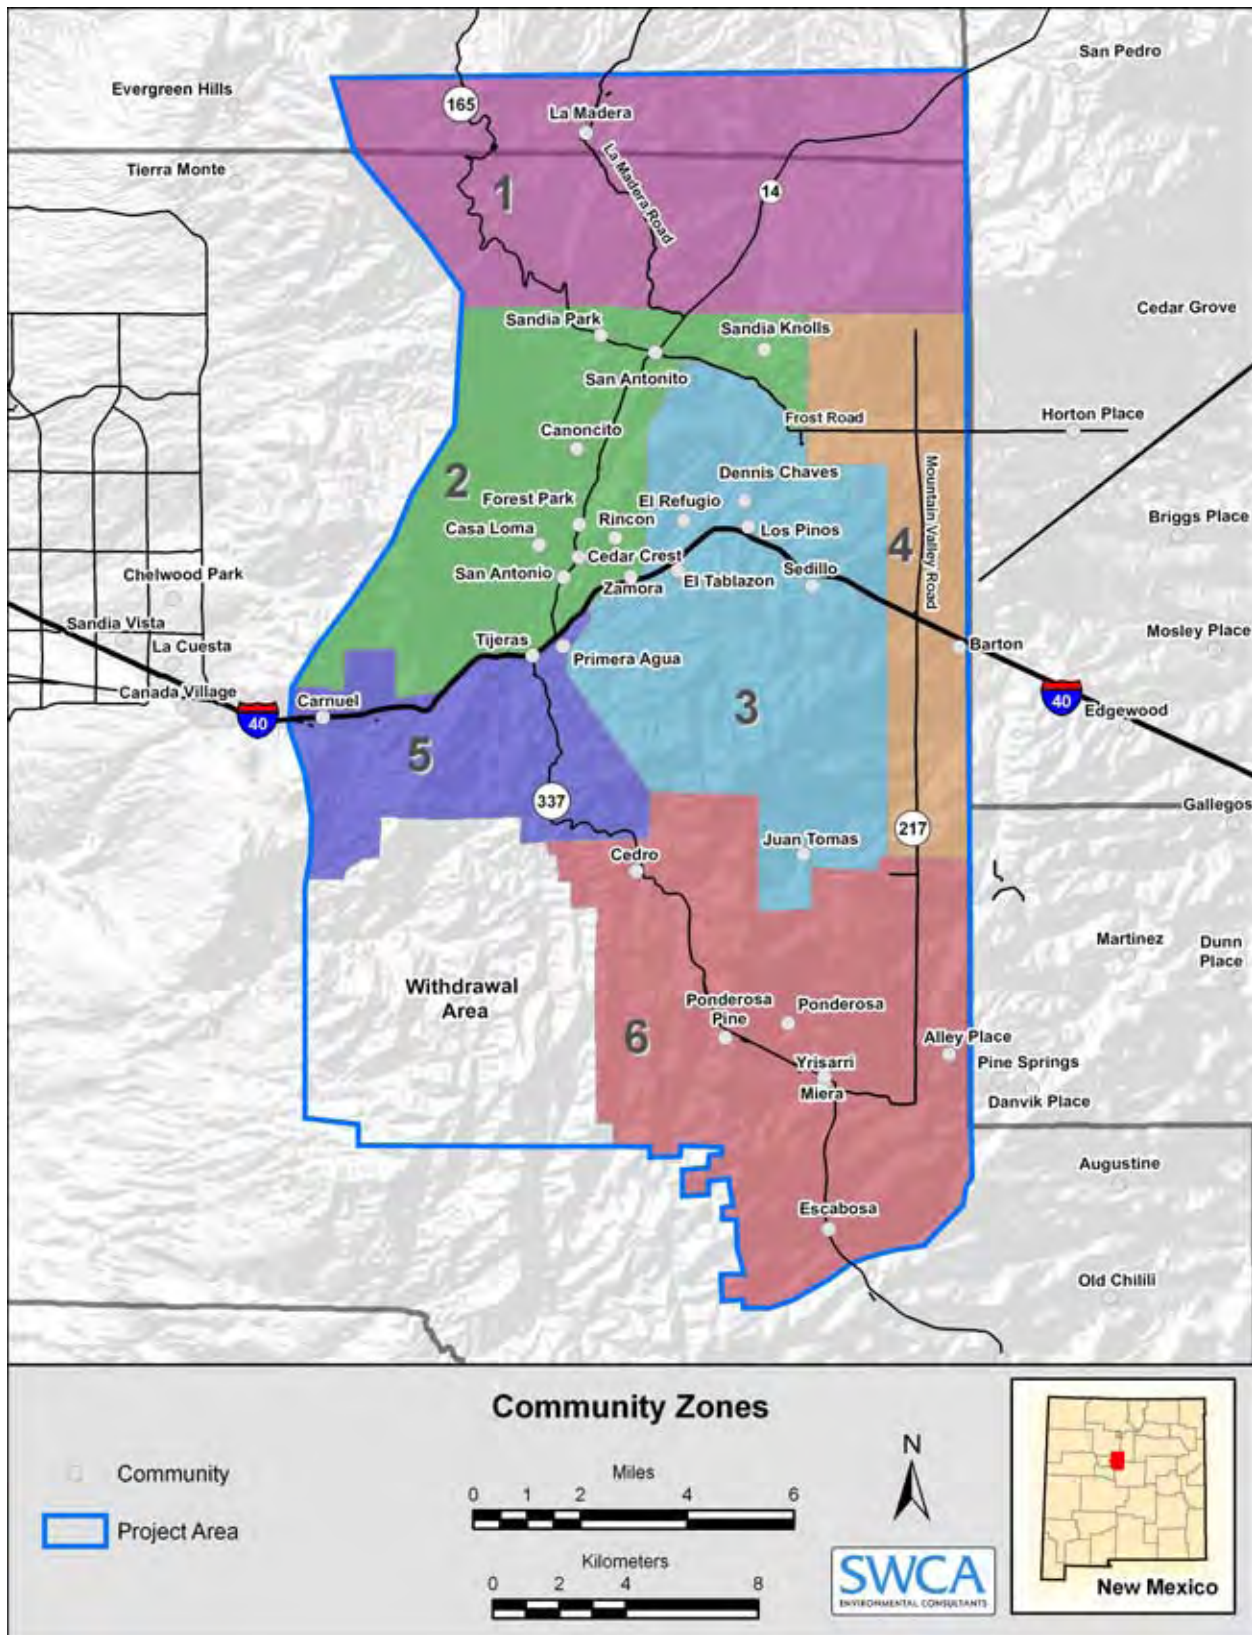 San Pedro
Evergreen Hills
165
La Madera
Tierra Monte
La Madera Road
14
1
Cedar Grove
Sandia Park
Sandia Knolls
San Antonito
Frost Road
Horton Place
Canoncito
2
Dennis Chaves
Mountain Valley Road
Forest Park
El Refugio
Rincon
Briggs Place
Casa Loma
Los Pinos
4
Cedar Crest
Chelwood Park
San Antonio
El Tablazon
Sedillo
Zamora
Sandia Vista
Mosley Place
La Cuesta
Tijeras
Primera Agua
Barton
Canada Village
Carnuel
40
3
40
Edgewood
5
337
Gallegos
217
Juan Tomas
Cedro
Martinez
Dunn
Place
Withdrawal
Area
Ponderosa
Pine
Ponderosa
6
Alley Place
Yrisarri
Pine Springs
Miera
Danvik Place
Augustine
Escabosa
Old Chilili
Community Zones
Community
Project Area
Miles
0 1 2 4 6
Kilometers
0 2 4 8
N
SWCA
ENVIRONMENTAL CONSULTANTS
New Mexico